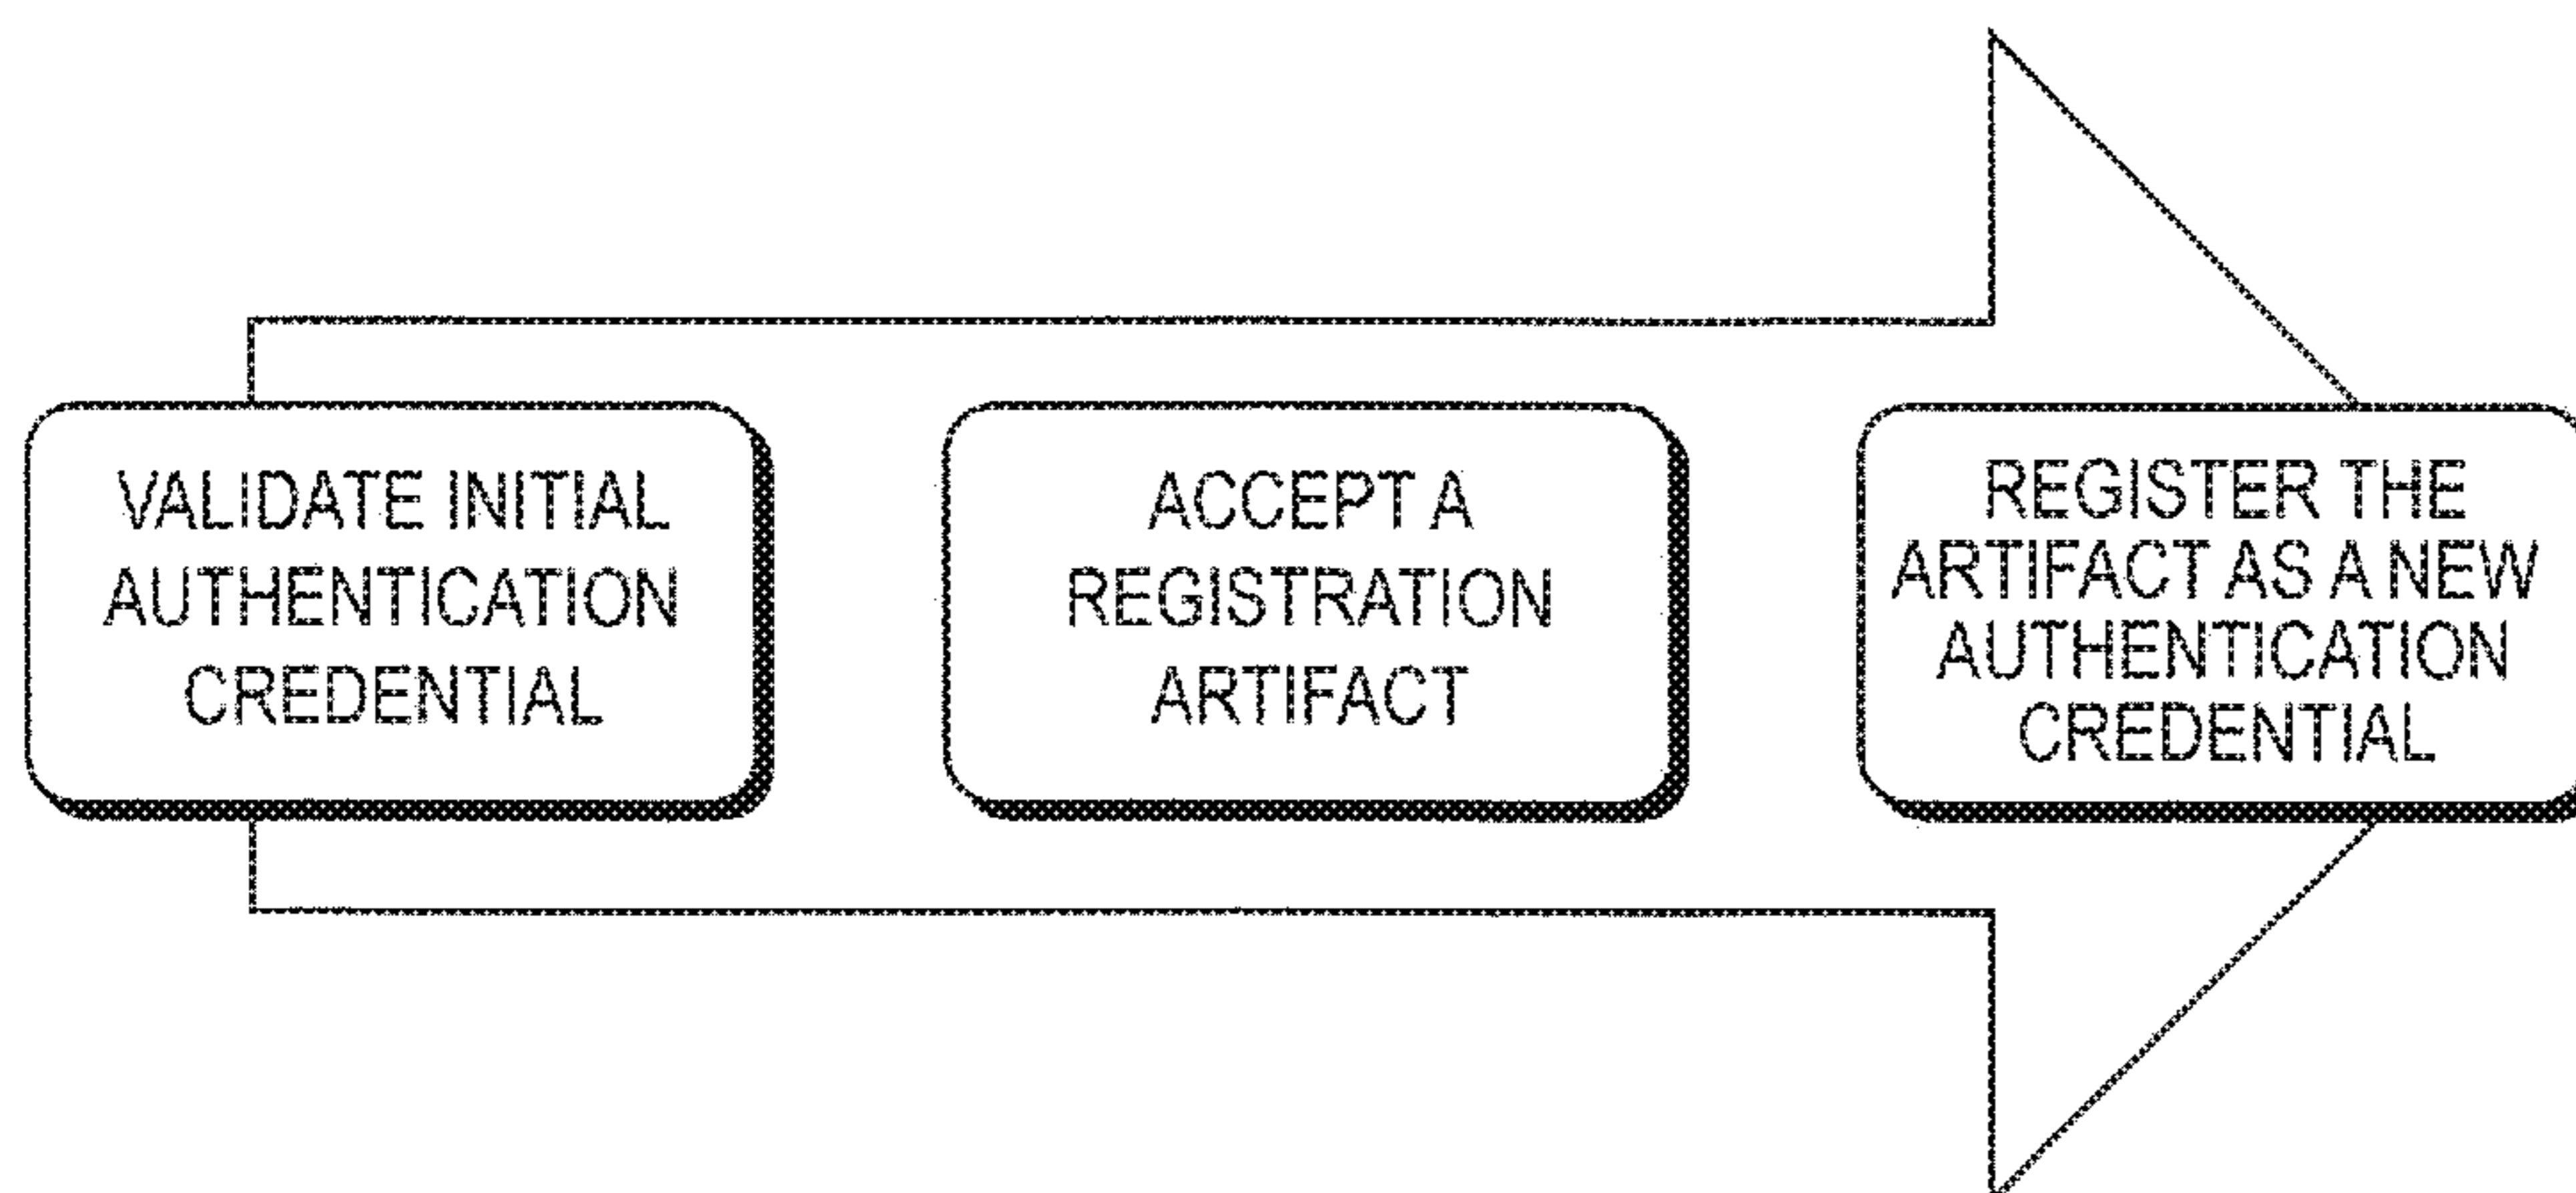 VALIDATE INITIAL
AUTHENTICATION
CREDENTIAL
ACCEPT A
REGISTRATION
ARTIFACT
REGISTER THE
ARTIFACT AS A NEW
AUTHENTICATION
CREDENTIAL